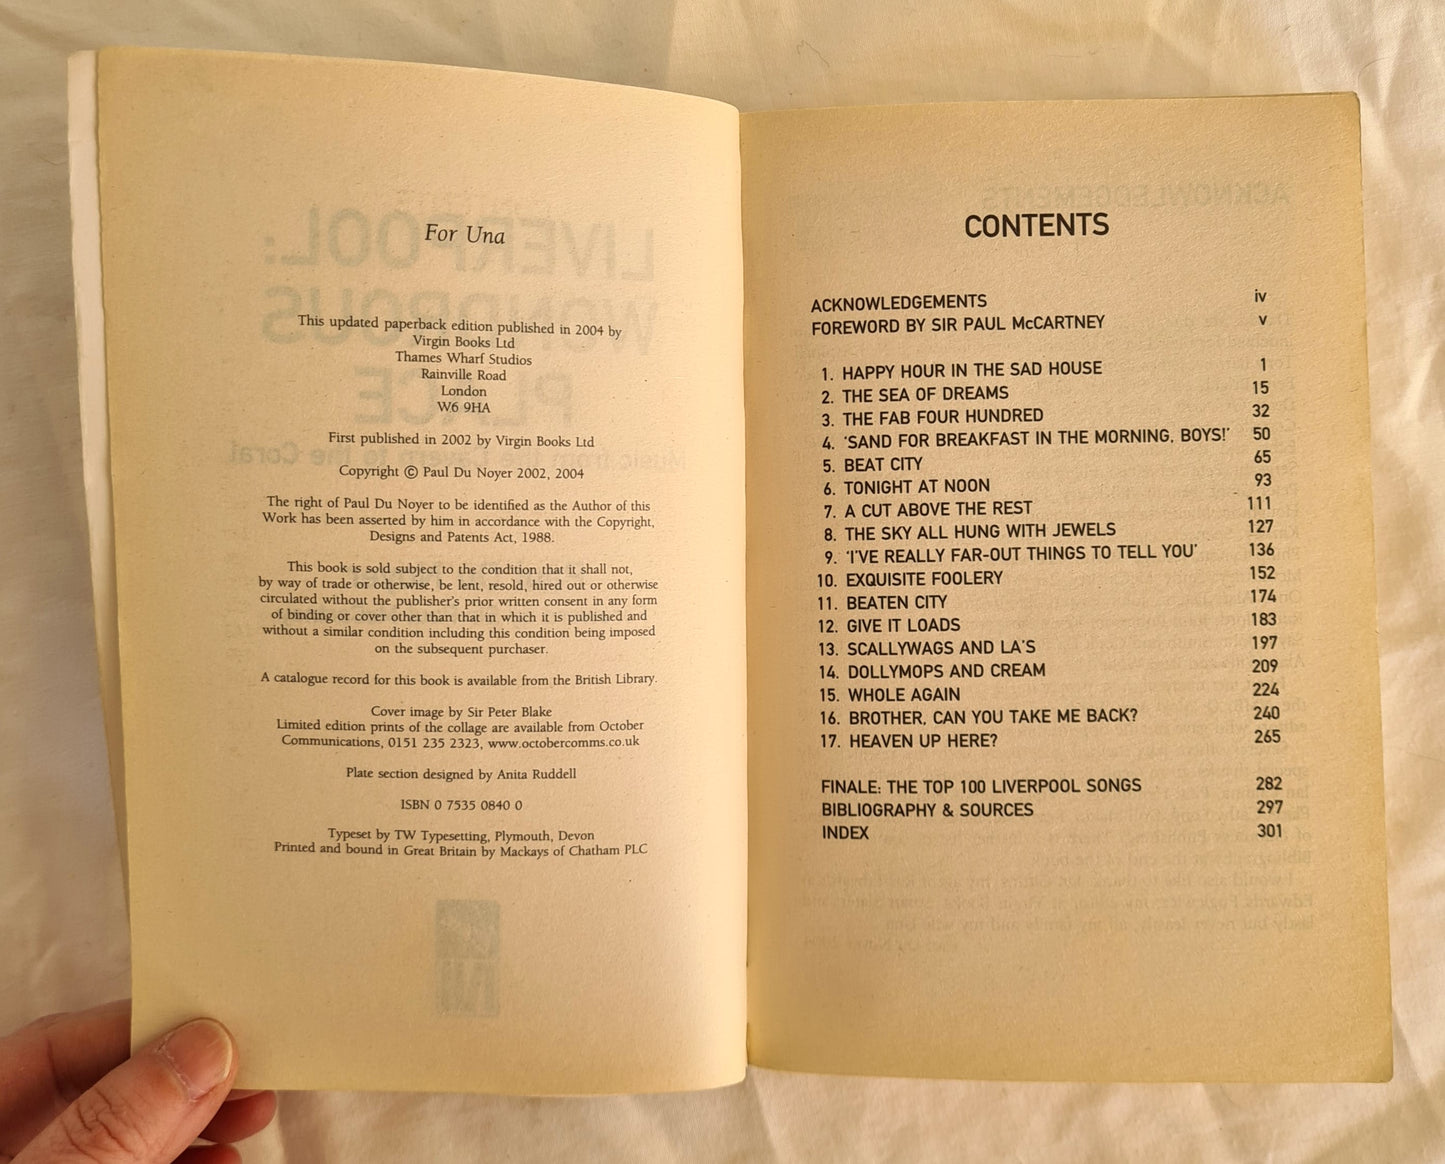 For Una
This updated paperback edition published in 2004 by
Virgin Books Ltd
Thames Wharf Studios
Rainville Road
London
W6 9HA
First published in 2002 by Virgin Books Ltd
Copyright © Paul Du Noyer 2002, 2004
The right of Paul Du Noyer to be identified as the Author of this
Work has been asserted by him in accordance with the Copyright,
Designs and Patents Act, 1988.
This book is sold subject to the condition that it shall not,
by way of trade or otherwise, be lent, resold, hired out or otherwise
circulated without the publisher's prior written consent in any form
of binding or cover other than that in which it is published and
without a similar condition including this condition being imposed
on the subsequent purchaser.
A catalogue record for this book is available from the British Library.
Cover image by Sir Peter Blake
Limited edition prints of the collage are available from October
Communications, 0151 235 2323, www.octobercomms.co.uk
Plate section designed by Anita Ruddell
ISBN 0 7535 0840 0
Typeset by TW Typesetting, Plymouth, Devon
Printed and bound in Great Britain by Mackays of Chatham PLC
CONTENTS
ACKNOWLEDGEMENTS iv
FOREWORD BY SIR PAUL McCARTNEY v
1. HAPPY HOUR IN THE SAD HOUSE 1
2. THE SEA OF DREAMS 15
3. THE FAB FOUR HUNDRED 32
4. 'SAND FOR BREAKFAST IN THE MORNING, BOYS!' 50
5. BEAT CITY 65
6. TONIGHT AT NOON 93
7. A CUT ABOVE THE REST 111
8. THE SKY ALL HUNG WITH JEWELS 127
9. 'I'VE REALLY FAR-OUT THINGS TO TELL YOU' 136
10. EXQUISITE FOOLERY 152
11. BEATEN CITY 174
12. GIVE IT LOADS 183
13. SCALLYWAGS AND LA'S 197
14. DOLLYMOPS AND CREAM 209
15. WHOLE AGAIN 224
16. BROTHER, CAN YOU TAKE ME BACK? 240
17. HEAVEN UP HERE? 265
FINALE: THE TOP 100 LIVERPOOL SONGS 282
BIBLIOGRAPHY & SOURCES 297
INDEX 301